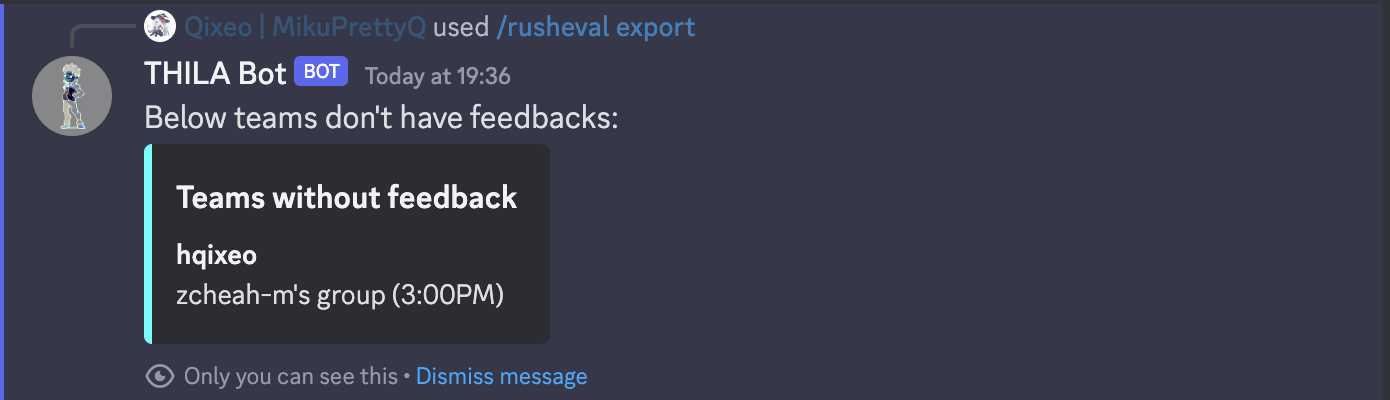 Qixeo | MikuPrettyQ used /rusheval export
THILA Bot BOT Today at 19:36
Below teams don't have feedbacks:
Teams without feedback
hqixeo
zcheah-m's group (3:00PM)
Only you can see this • Dismiss message